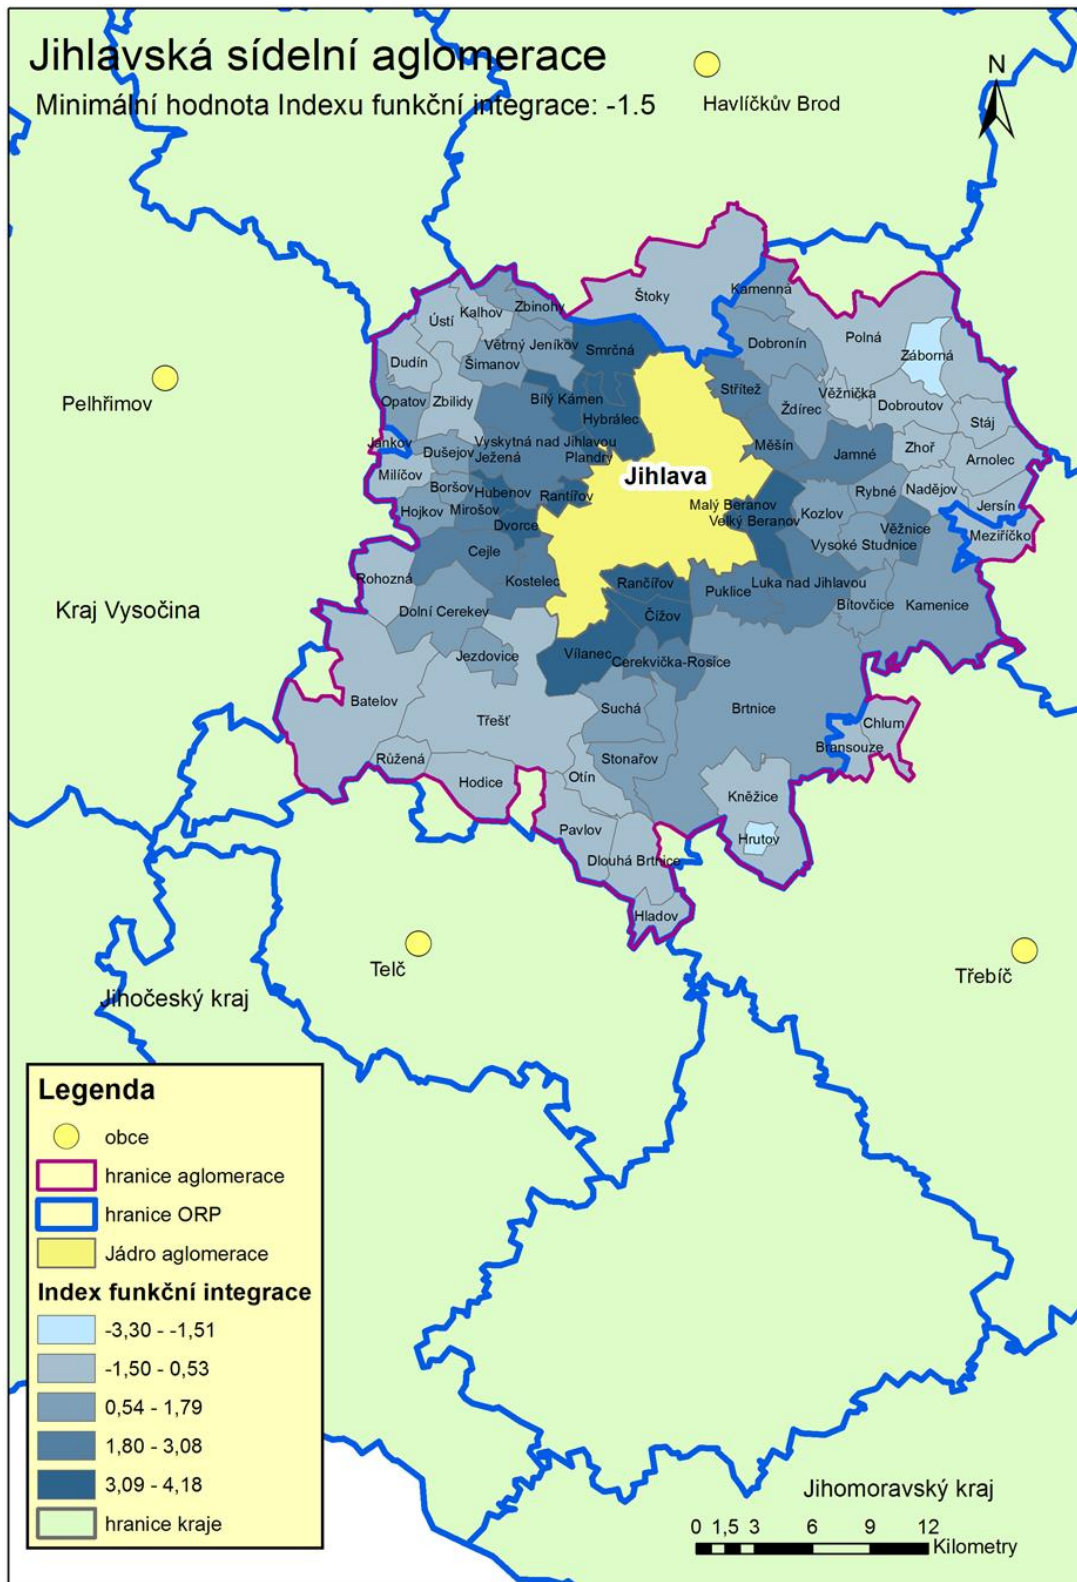 Jihlavská sídelní aglomerace
Minimální hodnota Indexu funkční integrace: -1.5
N
Havlíčkův Brod
Štoky
Kamenná
Zbinohy
Kalhov
Ústí
Větrný Jeníkov
Smrčná
Dobronín
Polná
Záborná
Dudín
Šimanov
Pelhřimov
Opatov
Zbilidy
Bílý Kámen
Hybrálec
Střítež
Ždírec
Věžnička
Dobroutov
Stáj
Jankov
Dušejov
Vyskytná nad Jihlavou
Ježená
Plandry
Měšín
Jamné
Zhoř
Arnolec
Milíčov
Jihlava
Boršov
Hubenov
Rantířov
Rybné
Nadějov
Hojkov
Mirošov
Dvorce
Malý Beranov
Velký Beranov
Kozlov
Věžnice
Jersín
Meziříčko
Vysoké Studnice
Cejle
Rohozná
Kostelec
Rančířov
Puklice
Luka nad Jihlavou
Kraj Vysočina
Dolní Cerekev
Čížov
Bítovčice
Kamenice
Jezdovice
Vílanec
Cerekvička-Rosice
Batelov
Třešť
Suchá
Brtnice
Chlum
Bransouze
Růžená
Stonařov
Hodice
Otín
Kněžice
Pavlov
Hrutov
Dlouhá Brtnice
Hladov
Telč
Třebíč
Jihočeský kraj
Legenda
obce
hranice aglomerace
hranice ORP
Jádro aglomerace
Index funkční integrace
-3,30 - -1,51
-1,50 - 0,53
0,54 - 1,79
1,80 - 3,08
3,09 - 4,18
hranice kraje
Jihomoravský kraj
0 1,5 3 6 9 12
Kilometry